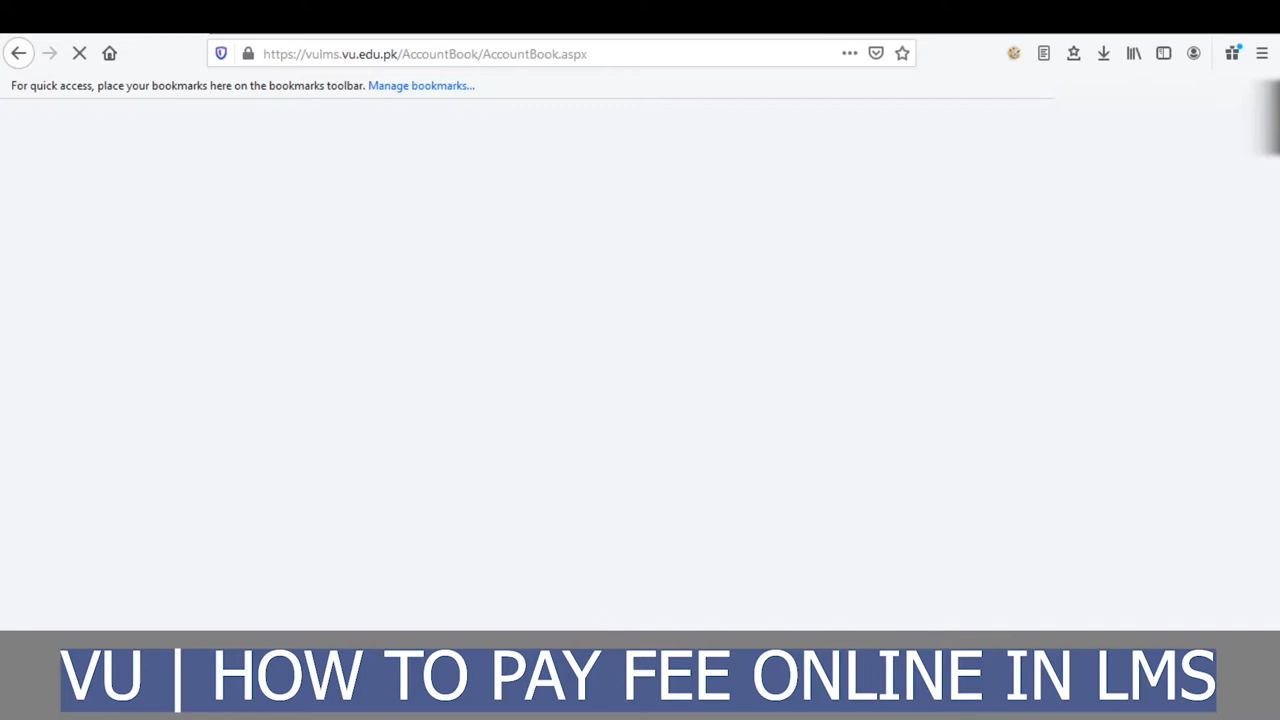 https://vulms.vu.edu.pk/AccountBook/AccountBook.aspx
For quick access, place your bookmarks here on the bookmarks toolbar. Manage bookmarks...
VU | HOW TO PAY FEE ONLINE IN LMS